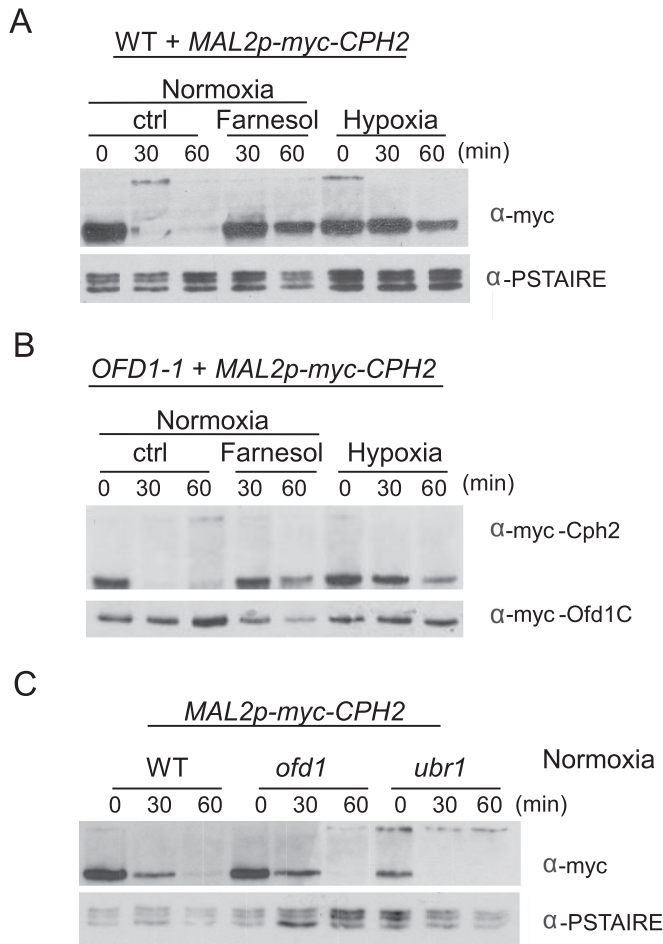 A
WT + MAL2p-myc-CPH2
Normoxia
ctrl Farnesol Hypoxia
0 30 60 30 60 0 30 60 (min)
α-myc
α-PSTAIRE
B
OFD1-1 + MAL2p-myc-CPH2
Normoxia
ctrl Farnesol Hypoxia
0 30 60 30 60 0 30 60 (min)
α-myc-Cph2
α-myc-Ofd1C
C
MAL2p-myc-CPH2
WT ofd1 ubr1 Normoxia
0 30 60 0 30 60 0 30 60 (min)
α-myc
α-PSTAIRE